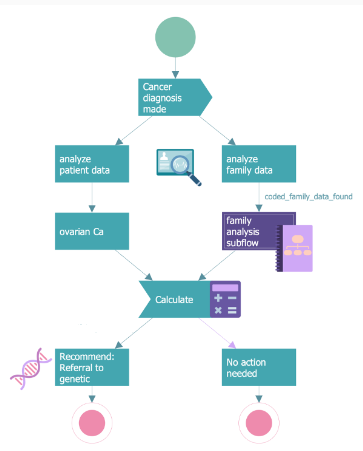 Cancer
diagnosis
made
analyze
patient data
analyze
family data
coded_family_data_found
ovarian Ca
family
analysis
subflow
Calculate
Recommend:
Referral to
genetic
No action
needed